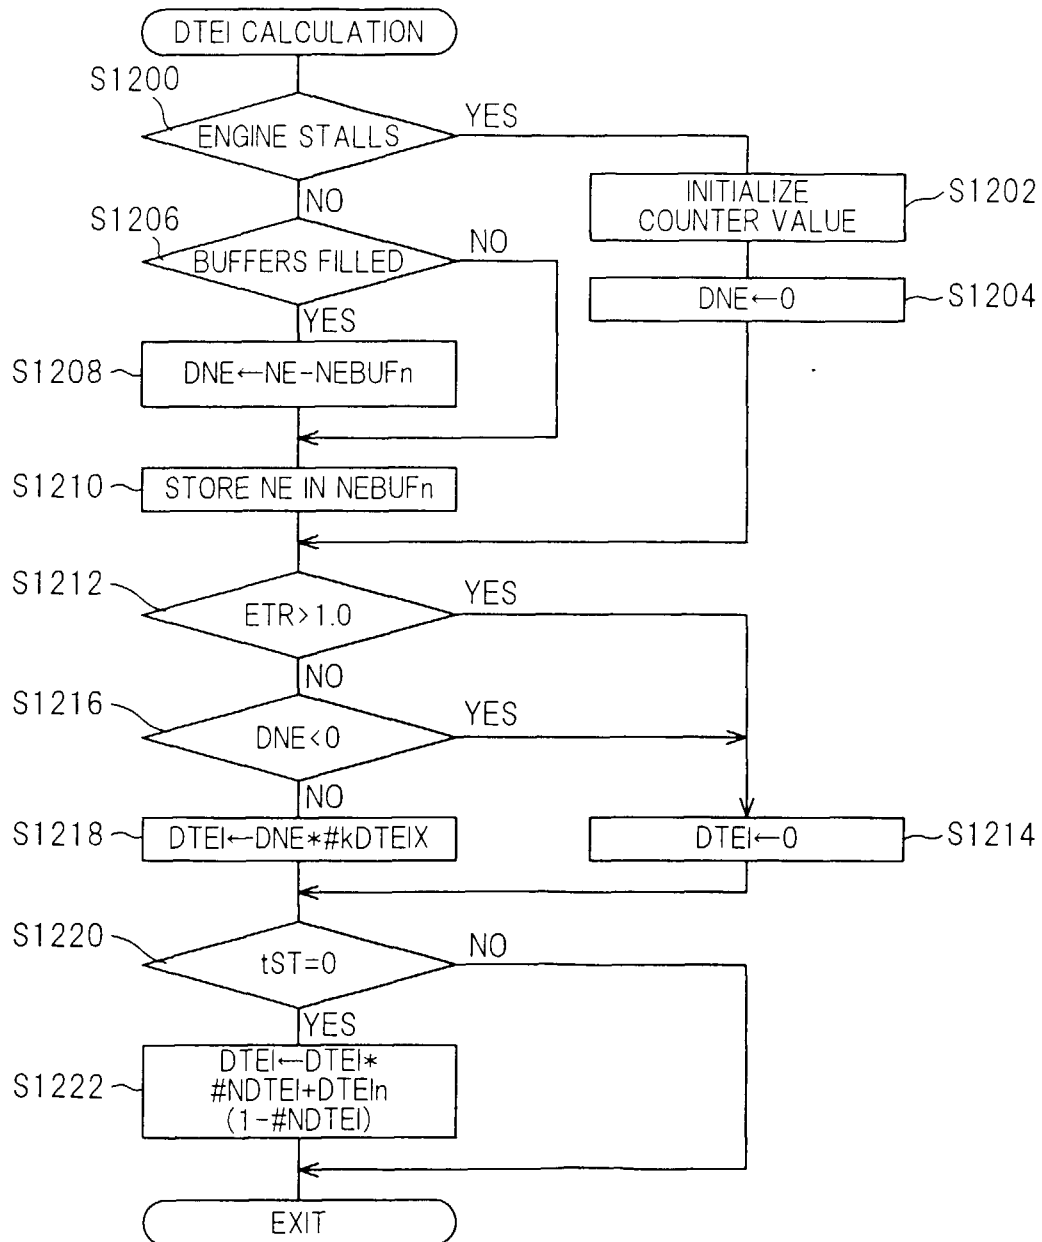 DTEI CALCULATION
S1200
ENGINE STALLS
YES
NO
INITIALIZE
COUNTER VALUE
S1202
S1206
BUFFERS FILLED
NO
YES
DNE←0
S1204
S1208
DNE←NE-NEBUFn
S1210
STORE NE IN NEBUFn
S1212
ETR>1.0
YES
NO
S1216
DNE<0
YES
NO
S1218
DTEI←DNE*#kDTEIX
DTEI←0
S1214
S1220
tST=0
NO
YES
S1222
DTEI←DTEI*
#NDTEI+DTEIn
(1-#NDTEI)
EXIT